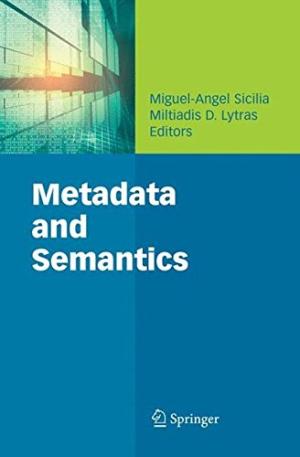 Miguel-Angel Sicilia
Miltiadis D. Lytras
Editors
Metadata
and
Semantics
Springer